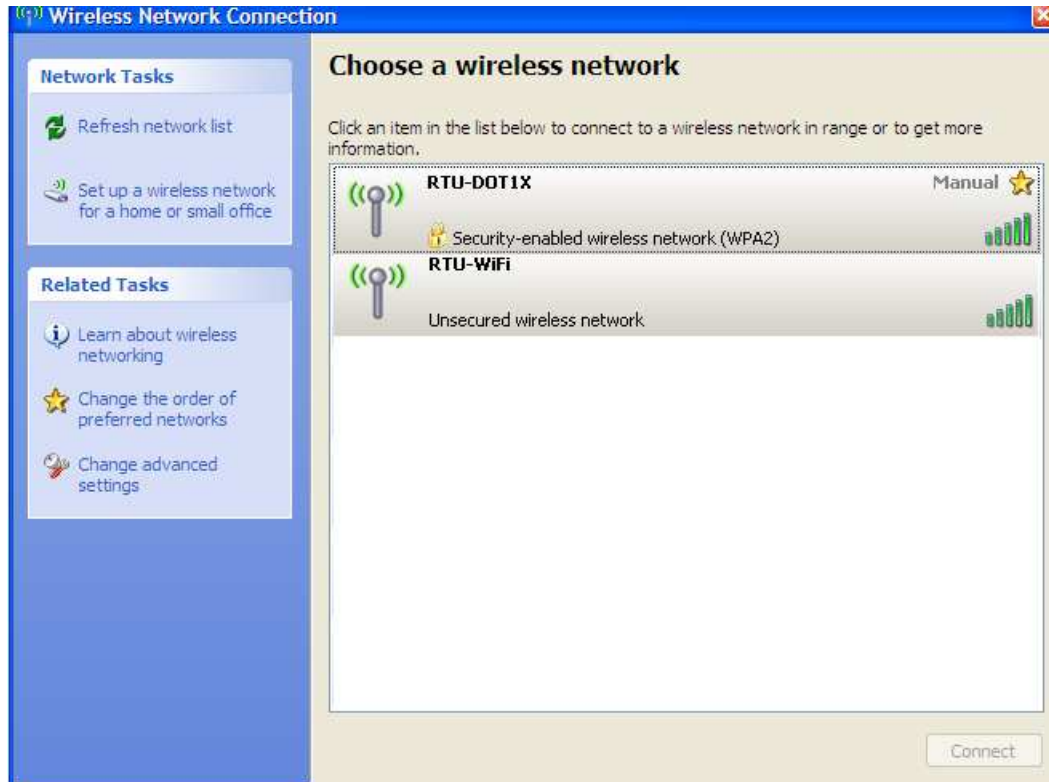 Wireless Network Connection
Network Tasks
Refresh network list
Set up a wireless network
for a home or small office
Related Tasks
Learn about wireless
networking
Change the order of
preferred networks
Change advanced
settings
Choose a wireless network
Click an item in the list below to connect to a wireless network in range or to get more
information.
RTU-DOT1X
Manual
Security-enabled wireless network (WPA2)
RTU-WiFi
Unsecured wireless network
Connect